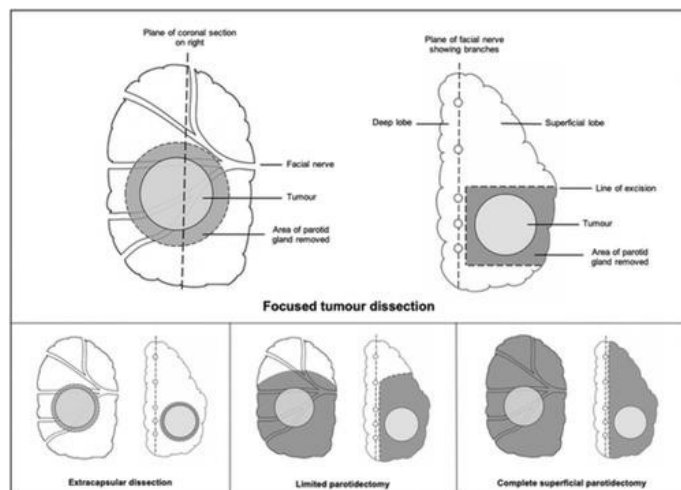 Plane of coronal section
on right
Plane of facial nerve
showing branches
Deep lobe
Superficial lobe
Facial nerve
Tumour
Area of parotid
gland removed
Line of excision
Tumour
Area of parotid
gland removed
Focused tumour dissection
Extracapsular dissection
Limited parotidectomy
Complete superficial parotidectomy